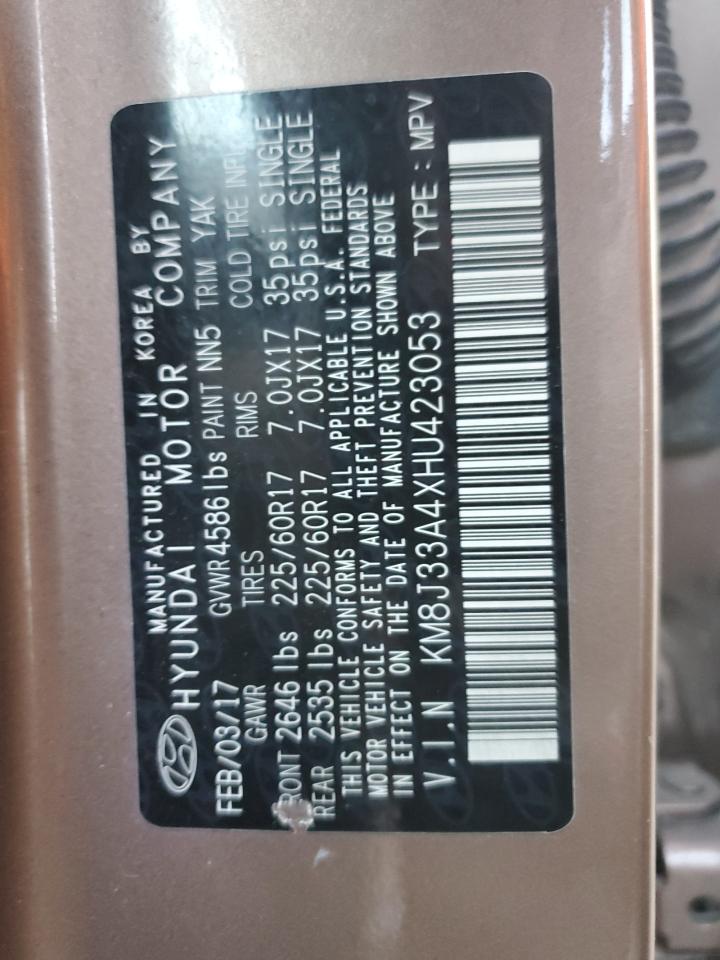 MANUFACTURED IN KOREA BY
HYUNDAI MOTOR COMPANY
FEB/03/17 GVWR 4586 lbs PAINT NN5 TRIM YAK
GAWR TIRES RIMS COLD TIRE INFL
RONT 2646 lbs 225/60R17 7.0JX17 35psi SINGLE
REAR 2535 lbs 225/60R17 7.0JX17 35psi SINGLE
THIS VEHICLE CONFORMS TO ALL APPLICABLE U.S.A. FEDERAL
MOTOR VEHICLE SAFETY AND THEFT PREVENTION STANDARDS
IN EFFECT ON THE DATE OF MANUFACTURE SHOWN ABOVE
V.I.N KM8J33A4XHU423053 TYPE : MPV